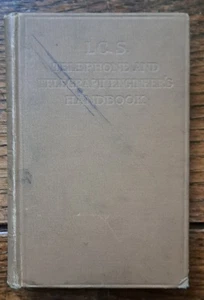 I.C.S.
TELEPHONE AND
TELEGRAPH ENGINEER'S
HANDBOOK